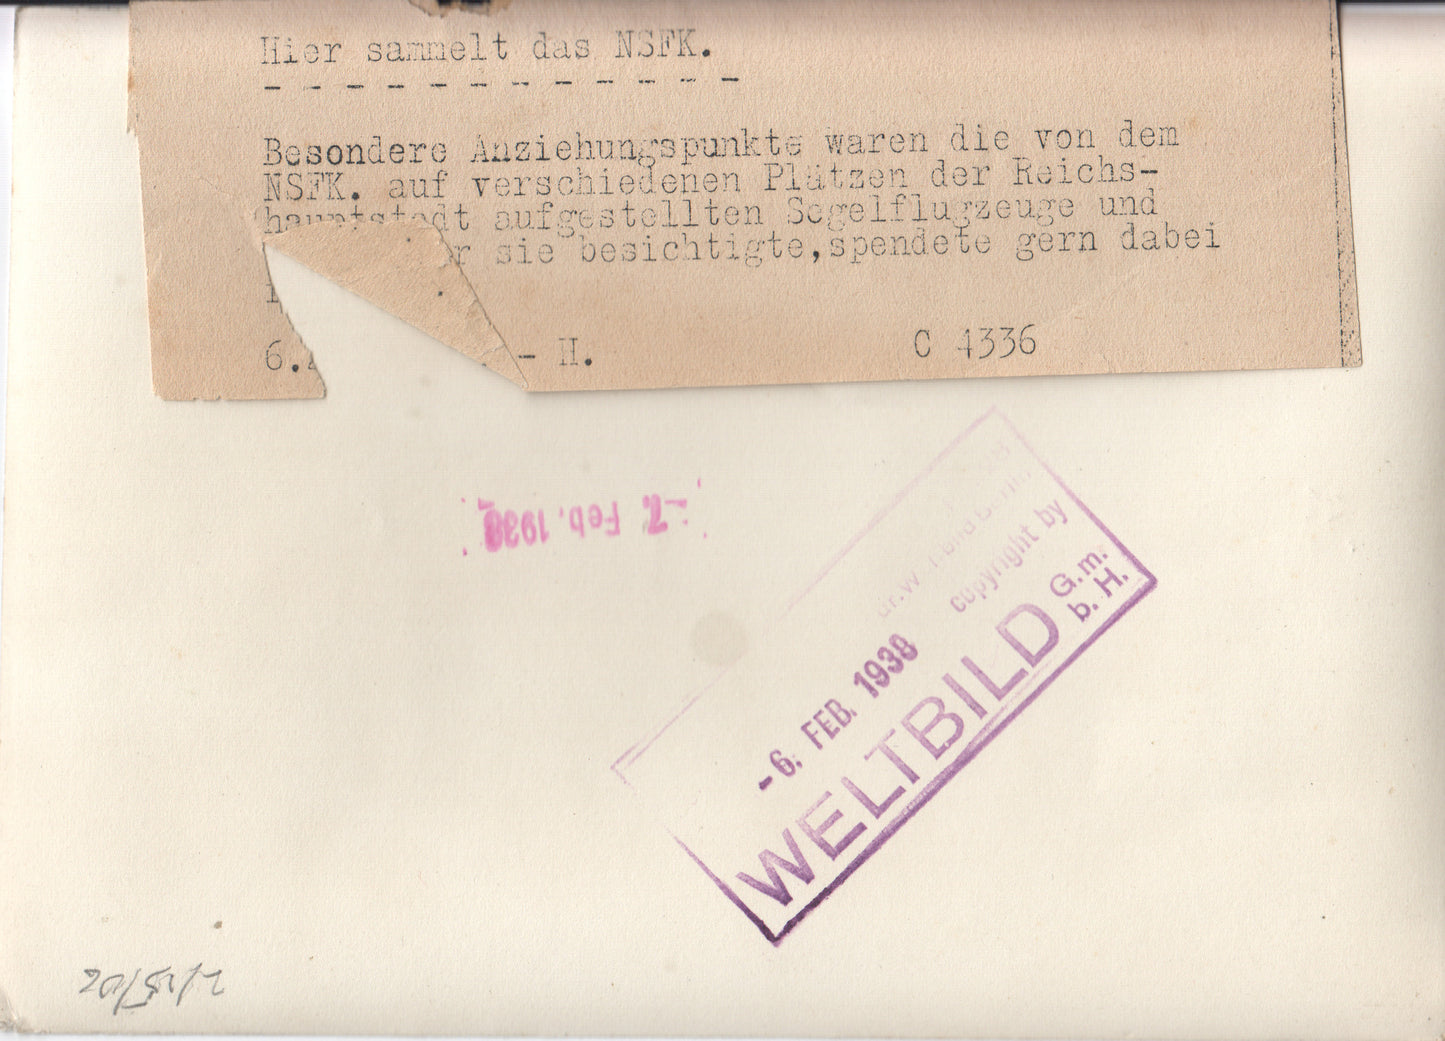 Hier sammelt das NSFK.
- - - - - - - - - - - -
Besondere Anziehungspunkte waren die von dem
NSFK. auf verschiedenen Plätzen der Reichs-
hauptstadt aufgestellten Segelflugzeuge und
sie besichtigte,spendete gern dabei
6. - H. C 4336
-7. Feb. 1938
copyright by
-6. FEB. 1938
WELTBILD G.m.
b. H.